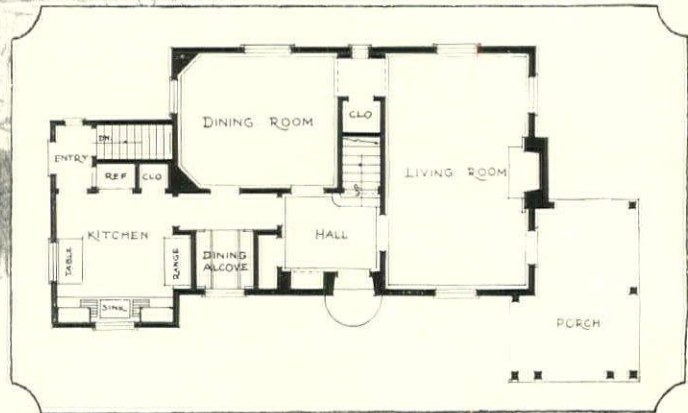 DINING ROOM
CLO
DN.
ENTRY
REF
CLO
LIVING ROOM
KITCHEN
HALL
TABLE
RANGE
DINING
ALCOVE
SINK
PORCH